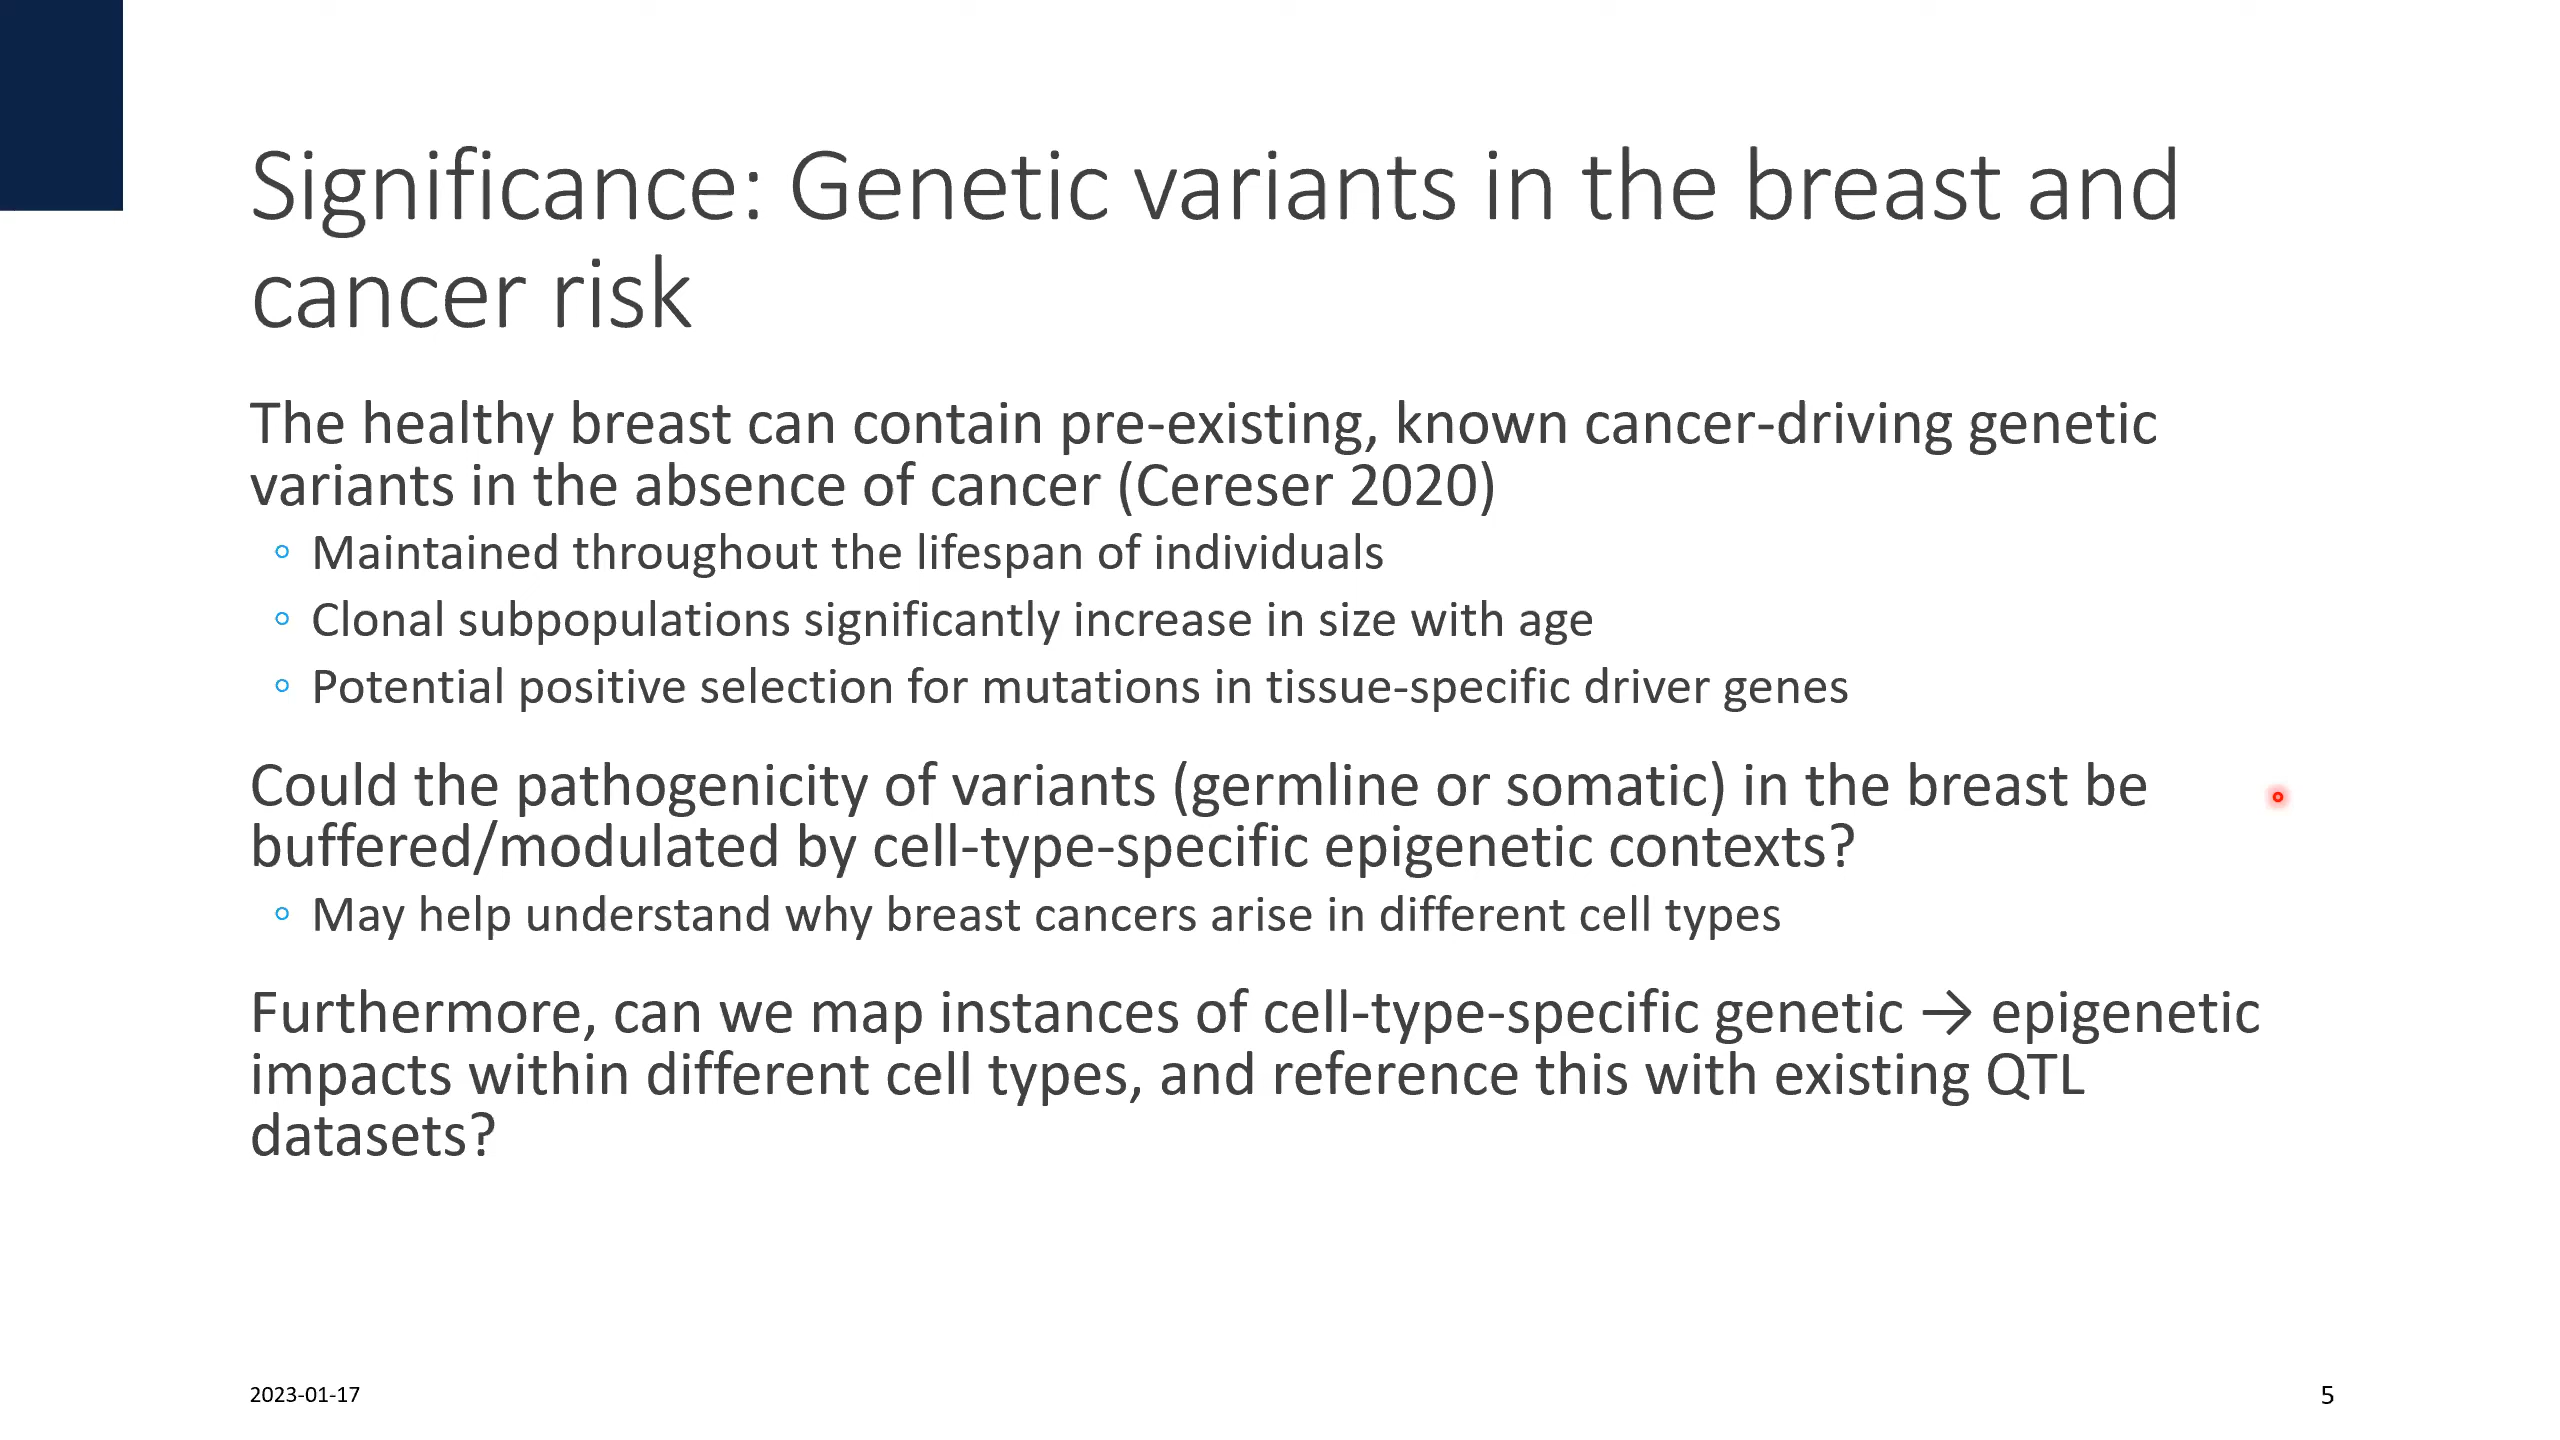 Significance: Genetic variants in the breast and
cancer risk
The healthy breast can contain pre-existing, known cancer-driving genetic
variants in the absence of cancer (Cereser 2020)
◦ Maintained throughout the lifespan of individuals
◦ Clonal subpopulations significantly increase in size with age
◦ Potential positive selection for mutations in tissue-specific driver genes
Could the pathogenicity of variants (germline or somatic) in the breast be
buffered/modulated by cell-type-specific epigenetic contexts?
◦ May help understand why breast cancers arise in different cell types
Furthermore, can we map instances of cell-type-specific genetic → epigenetic
impacts within different cell types, and reference this with existing QTL
datasets?
2023-01-17
5